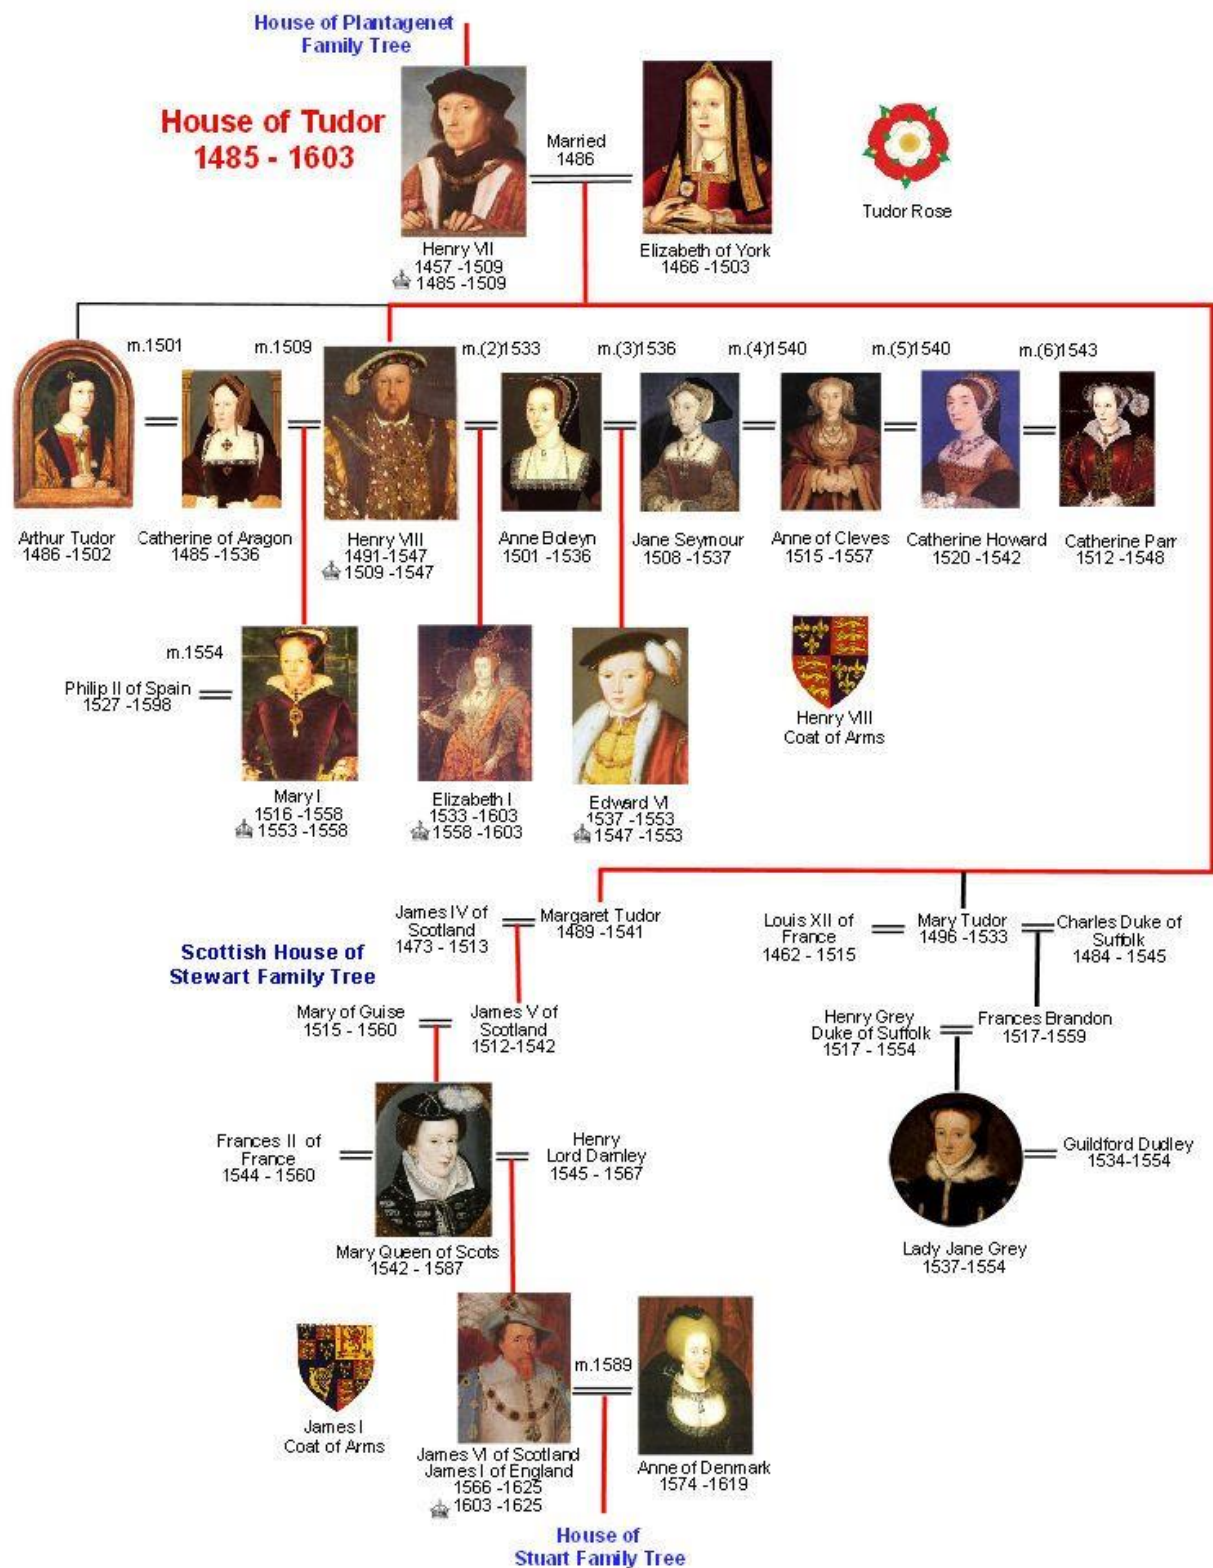 House of Plantagenet
Family Tree
House of Tudor
1485 - 1603
Married
1486
Tudor Rose
Henry VII
1457 -1509
1485 -1509
Elizabeth of York
1466 -1503
m.1501
m.1509
m.(2)1533
m.(3)1536
m.(4)1540
m.(5)1540
m.(6)1543
Arthur Tudor
1486 -1502
Catherine of Aragon
1485 -1536
Henry VIII
1491-1547
1509 -1547
Anne Boleyn
1501 -1536
Jane Seymour
1508 -1537
Anne of Cleves
1515 -1557
Catherine Howard
1520 -1542
Catherine Parr
1512 -1548
m.1554
Philip II of Spain
1527 -1598
Mary I
1516 -1558
1553 -1558
Elizabeth I
1533 -1603
1558 -1603
Edward VI
1537 -1553
1547 -1553
Henry VIII
Coat of Arms
James IV of
Scotland
1473 - 1513
Margaret Tudor
1489 -1541
Louis XII of
France
1462 - 1515
Mary Tudor
1496 -1533
Charles Duke of
Suffolk
1484 - 1545
Scottish House of
Stewart Family Tree
Mary of Guise
1515 - 1560
James V of
Scotland
1512-1542
Henry Grey
Duke of Suffolk
1517 - 1554
Frances Brandon
1517-1559
Frances II of
France
1544 - 1560
Henry
Lord Darnley
1545 - 1567
Guildford Dudley
1534-1554
Mary Queen of Scots
1542 - 1587
Lady Jane Grey
1537-1554
m.1589
James I
Coat of Arms
James VI of Scotland
James I of England
1566 -1625
1603 -1625
Anne of Denmark
1574 -1619
House of
Stuart Family Tree